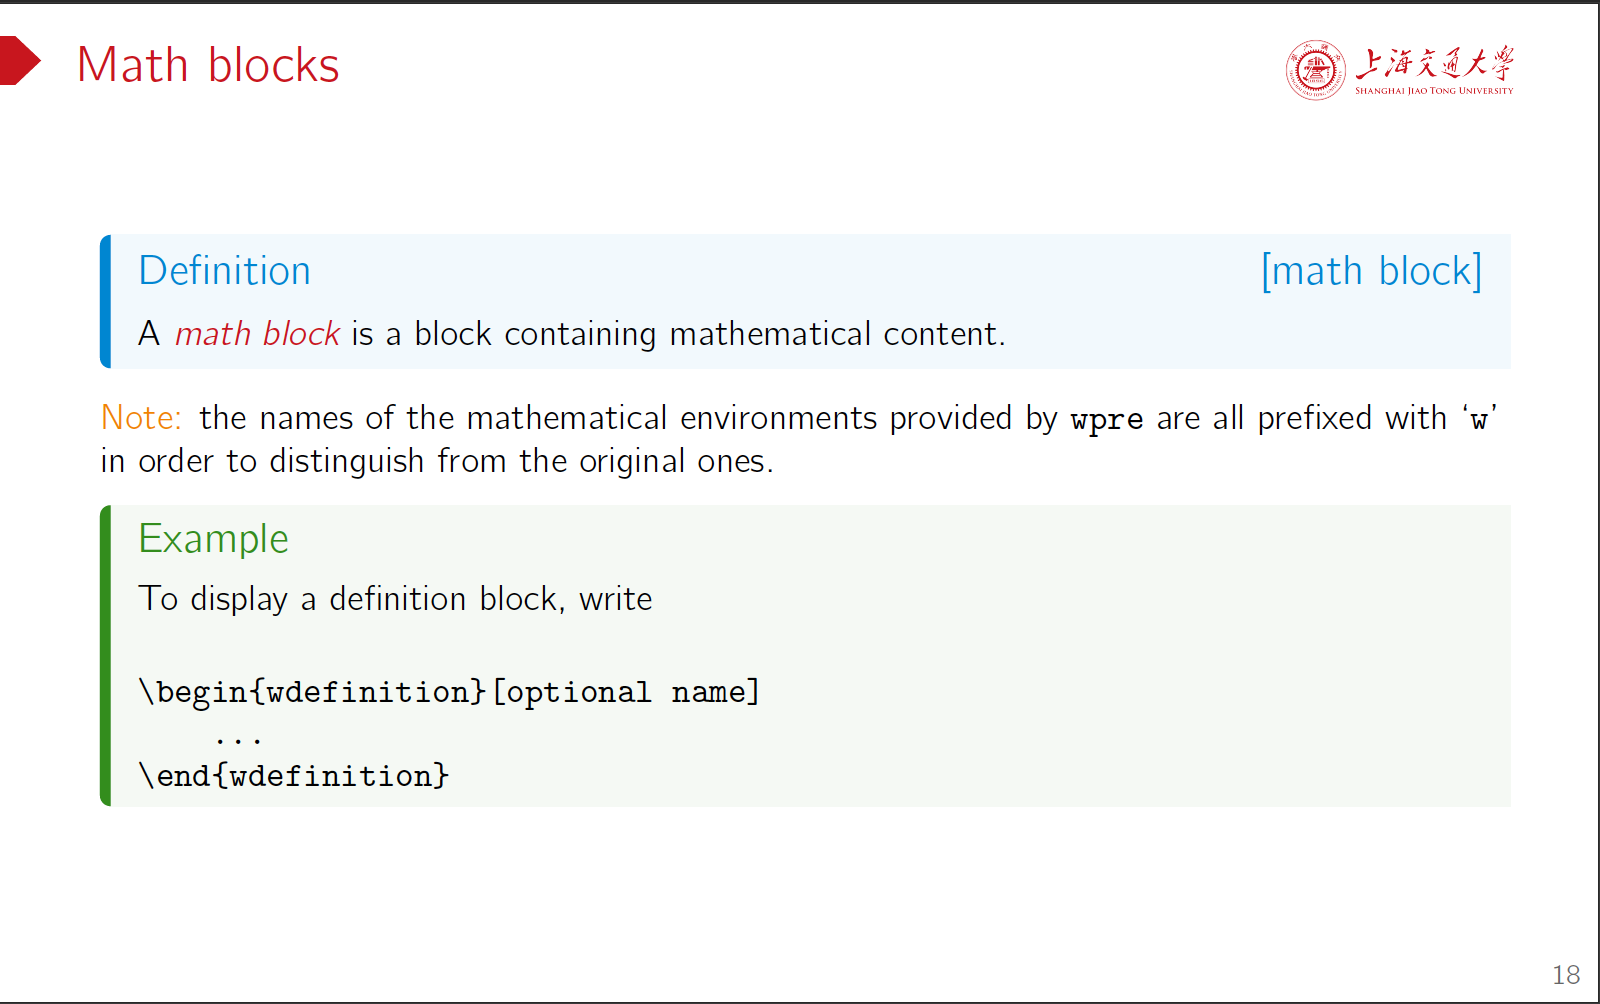 Math blocks
上海交通大学
SHANGHAI JIAO TONG UNIVERSITY
Definition [math block]
A math block is a block containing mathematical content.
Note: the names of the mathematical environments provided by wpre are all prefixed with ‘w’
in order to distinguish from the original ones.
Example
To display a definition block, write
\begin{wdefinition}[optional name]
    ...
\end{wdefinition}
18